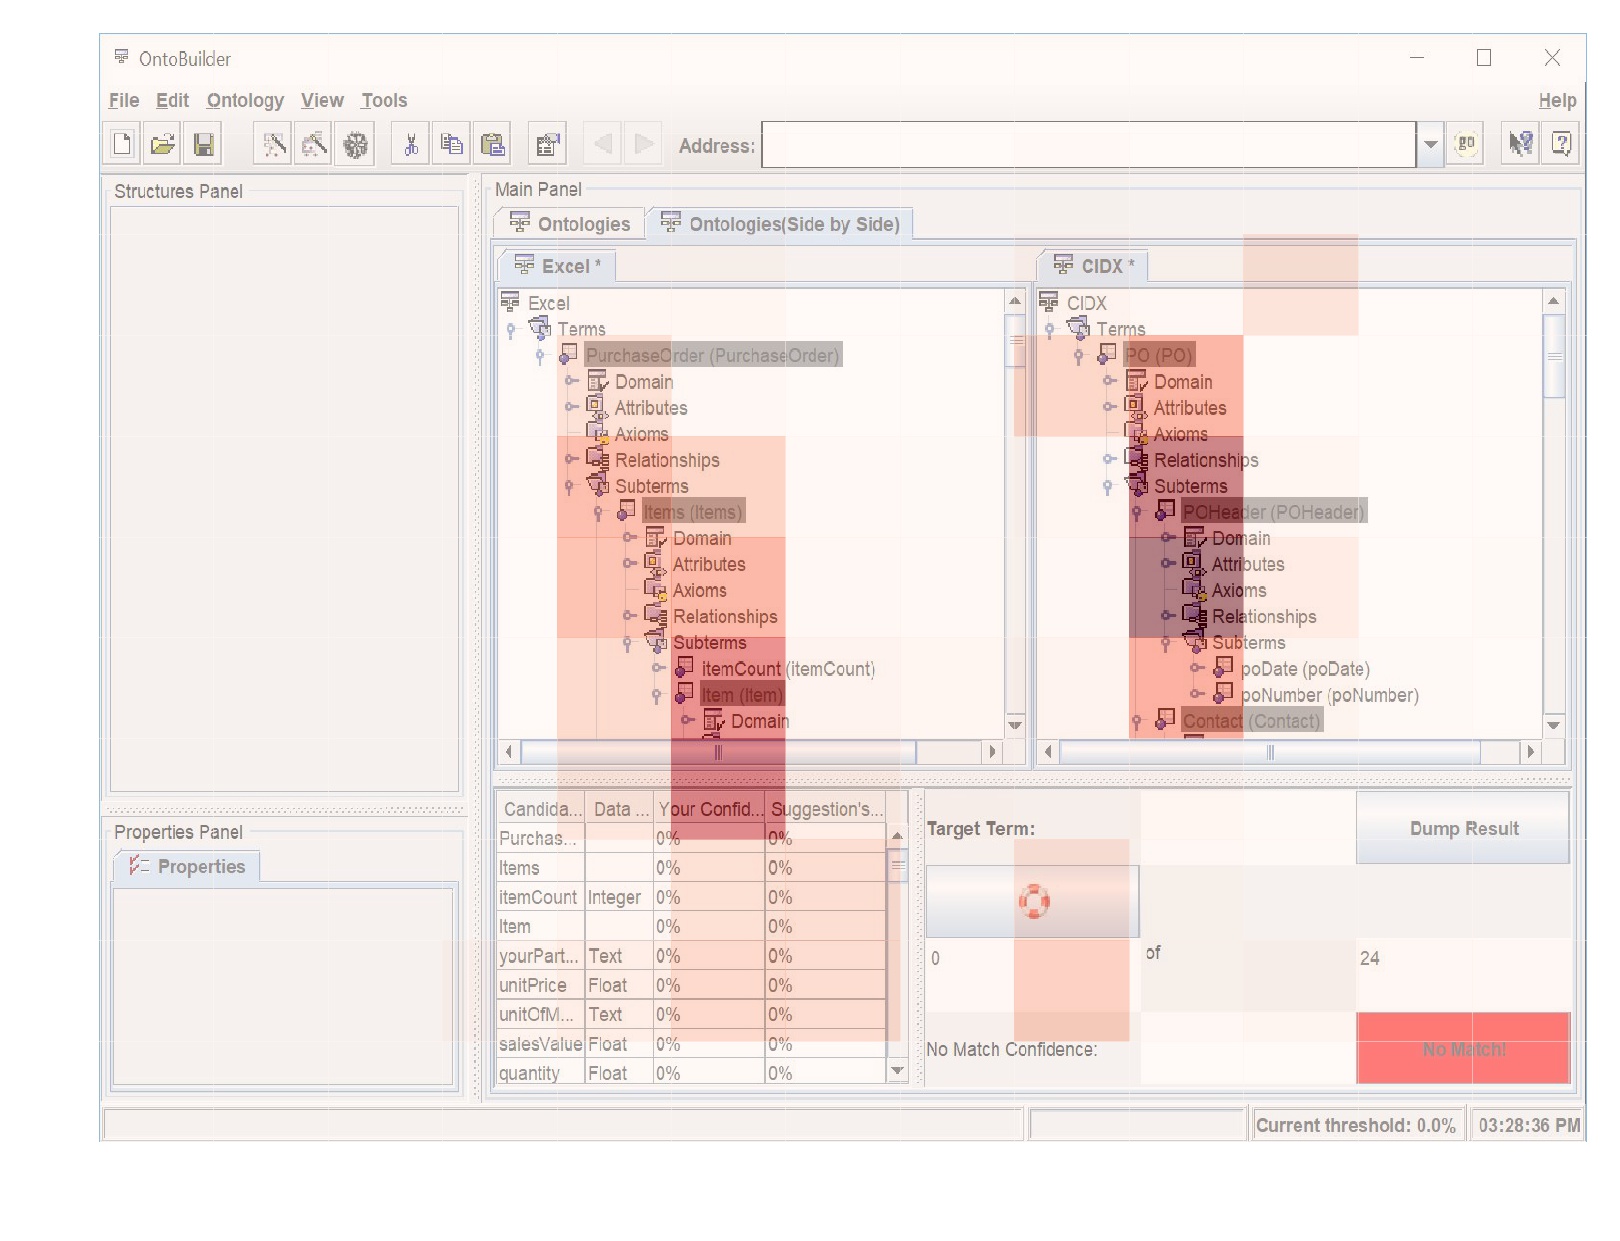 OntoBuilder
File Edit Ontology View Tools Help
Address: go
Structures Panel
Main Panel
Ontologies Ontologies(Side by Side)
Excel *
Excel
Terms
PurchaseOrder (PurchaseOrder)
Domain
Attributes
Axioms
Relationships
Subterms
Items (Items)
Domain
Attributes
Axioms
Relationships
Subterms
itemCount (itemCount)
Item (Item)
Domain
CIDX *
CIDX
Terms
PO (PO)
Domain
Attributes
Axioms
Relationships
Subterms
POHeader (POHeader)
Domain
Attributes
Axioms
Relationships
Subterms
poDate (poDate)
poNumber (poNumber)
Contact (Contact)
Candida... Data ... Your Confid... Suggestion's...
Purchas... 0% 0%
Items 0% 0%
itemCount Integer 0% 0%
Item 0% 0%
yourPart... Text 0% 0%
unitPrice Float 0% 0%
unitOfM... Text 0% 0%
salesValue Float 0% 0%
quantity Float 0% 0%
Target Term: Dump Result
0 of 24
No Match Confidence: No Match!
Properties Panel
Properties
Current threshold: 0.0% 03:28:36 PM